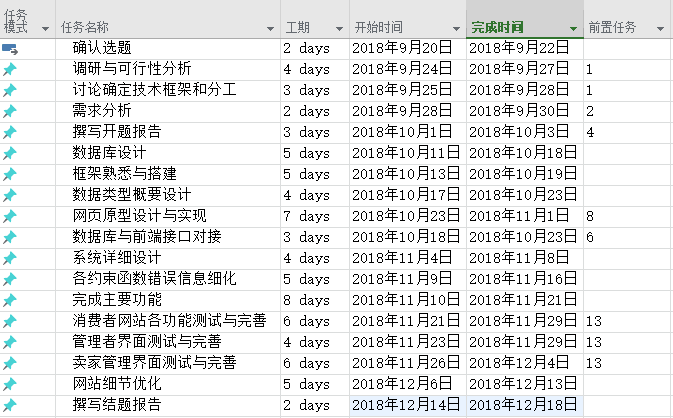 任务模式 任务名称 工期 开始时间 完成时间 前置任务
确认选题 2 days 2018年9月20日 2018年9月22日
调研与可行性分析 4 days 2018年9月24日 2018年9月27日 1
讨论确定技术框架和分工 3 days 2018年9月25日 2018年9月28日 1
需求分析 2 days 2018年9月28日 2018年9月30日 2
撰写开题报告 3 days 2018年10月1日 2018年10月3日 4
数据库设计 5 days 2018年10月11日 2018年10月18日
框架熟悉与搭建 5 days 2018年10月13日 2018年10月19日
数据类型概要设计 4 days 2018年10月17日 2018年10月23日
网页原型设计与实现 7 days 2018年10月23日 2018年11月1日 8
数据库与前端接口对接 3 days 2018年10月18日 2018年10月23日 6
系统详细设计 4 days 2018年11月4日 2018年11月8日
各约束函数错误信息细化 5 days 2018年11月9日 2018年11月16日
完成主要功能 8 days 2018年11月10日 2018年11月21日
消费者网站各功能测试与完善 6 days 2018年11月21日 2018年11月29日 13
管理者界面测试与完善 4 days 2018年11月23日 2018年11月29日 13
卖家管理界面测试与完善 6 days 2018年11月26日 2018年12月4日 13
网站细节优化 5 days 2018年12月6日 2018年12月13日
撰写结题报告 2 days 2018年12月14日 2018年12月18日